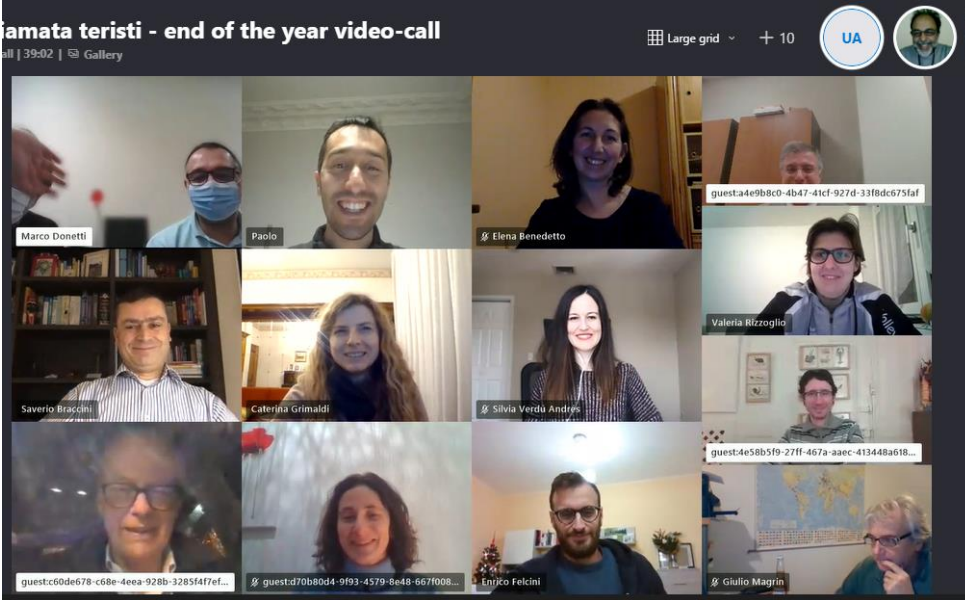 iamata teristi - end of the year video-call
all | 39:02 | Gallery
Large grid
+ 10
UA
Marco Donetti
Paolo
Elena Benedetto
guest:a4e9b8c0-4b47-41cf-927d-33f8dc675faf
Valeria Rizzoglio
Saverio Braccini
Caterina Grimaldi
Silvia Verdú Andres
guest:4e58b5f9-27ff-467a-aaec-413448a618...
guest:c60de678-c68e-4eea-928b-3285f4f7ef...
guest:d70b80d4-9f93-4579-8e48-667f008...
Enrico Felcini
Giulio Magrin